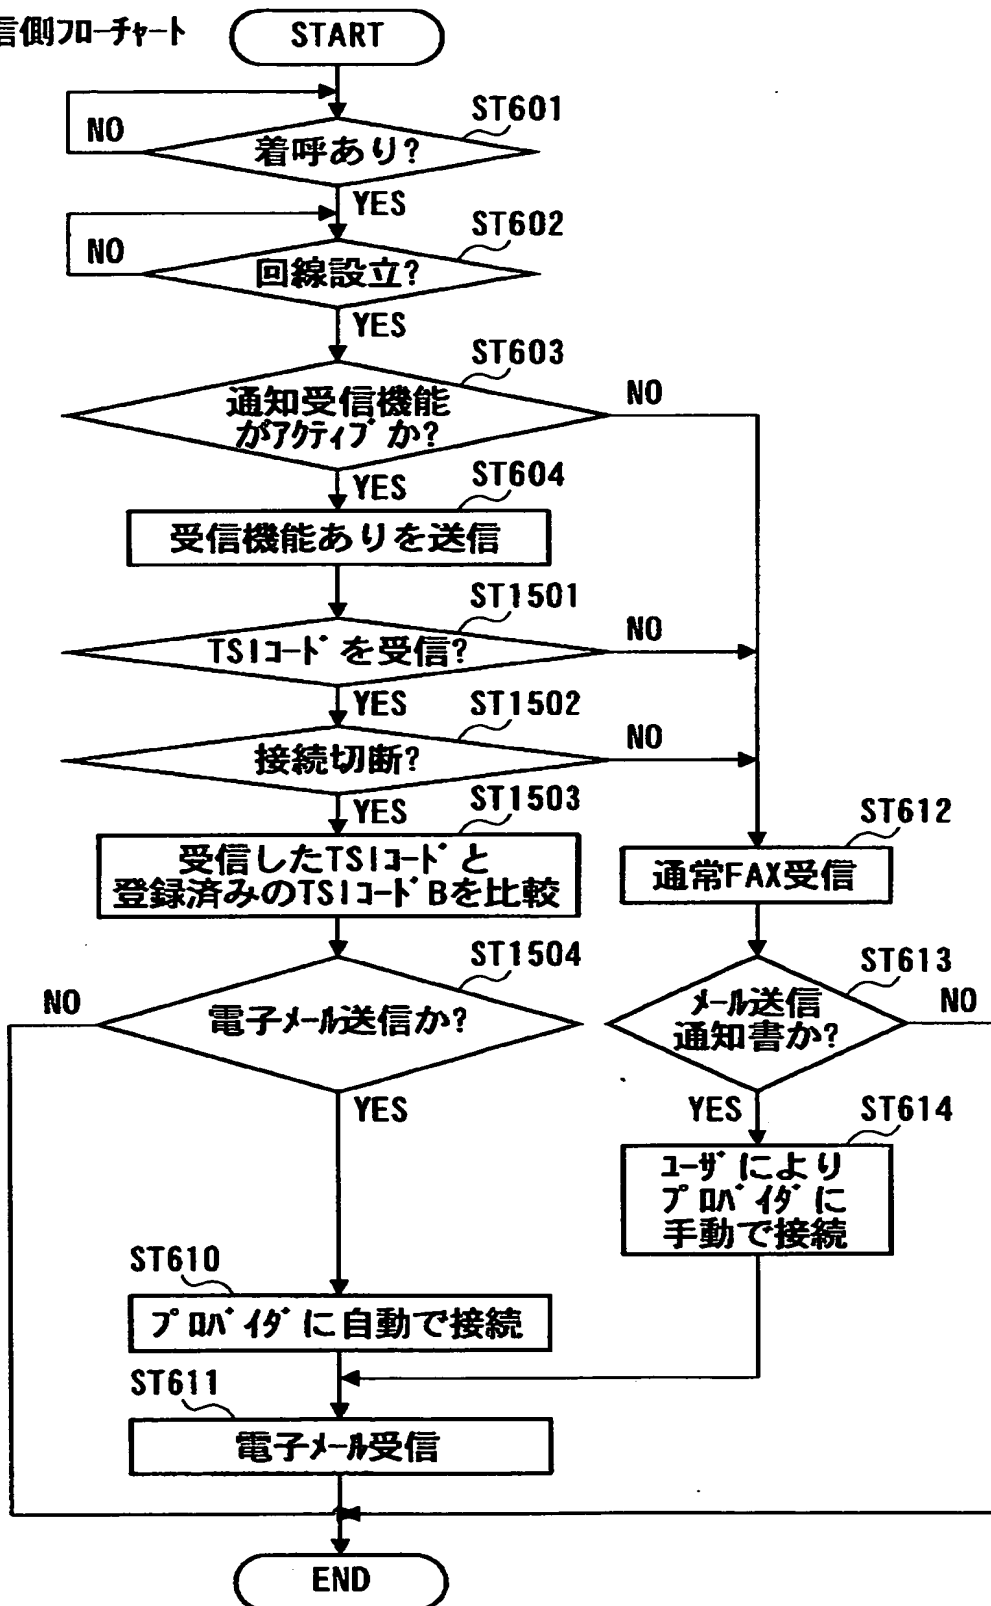 信側フローチャート
START
ST601
着呼あり?
NO
YES
ST602
回線設立?
NO
YES
ST603
通知受信機能
がアクティブか?
NO
YES
ST604
受信機能ありを送信
ST1501
TSIコードを受信?
NO
YES
ST1502
接続切断?
NO
YES
ST1503
受信したTSIコードと
登録済みのTSIコードBを比較
ST612
通常FAX受信
ST1504
電子メール送信か?
NO
YES
ST613
メール送信
通知書か?
NO
YES
ST614
ユーザにより
プロバイダに
手動で接続
ST610
プロバイダに自動で接続
ST611
電子メール受信
END